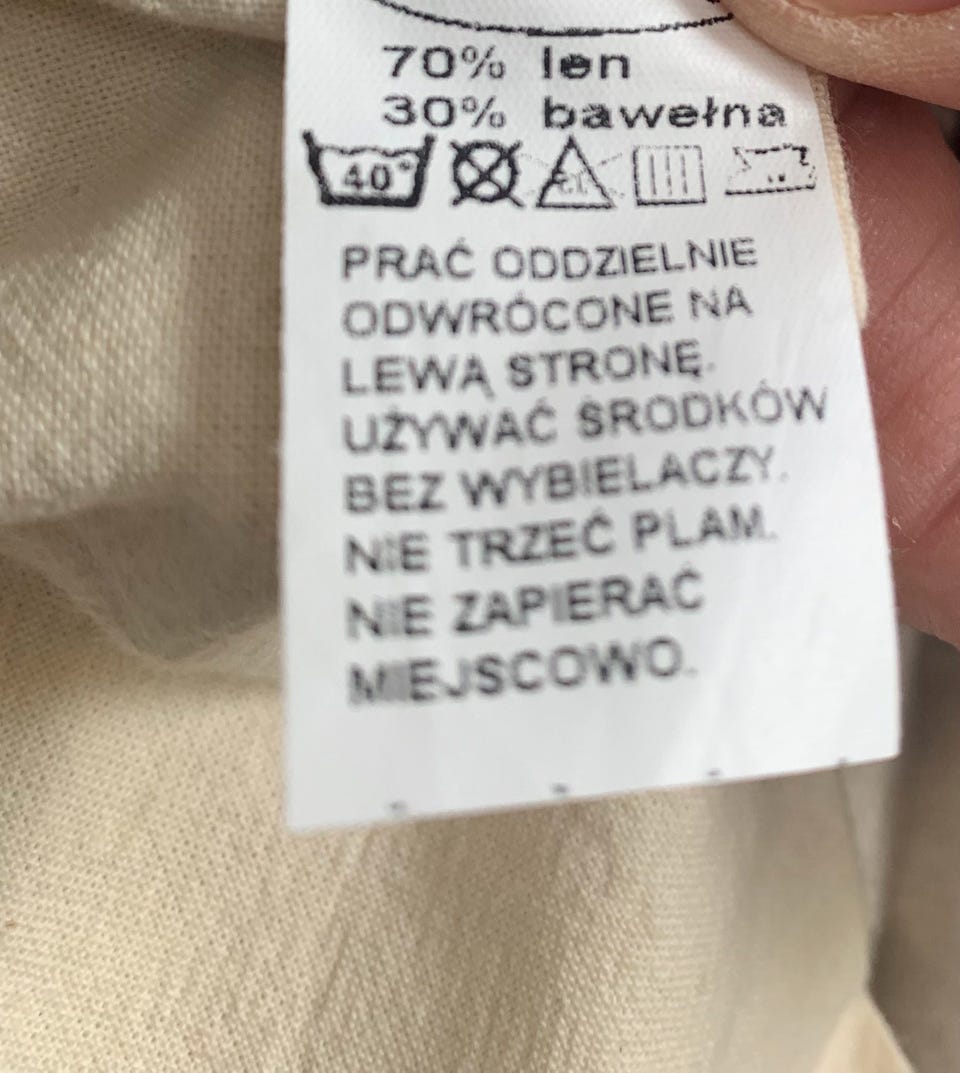 70% len
30% bawełna
40°
PRAĆ ODDZIELNIE
ODWRÓCONE NA
LEWĄ STRONĘ.
UŻYWAĆ ŚRODKÓW
BEZ WYBIELACZY.
NIE TRZEĆ PLAM.
NIE ZAPIERAĆ
MIEJSCOWO.